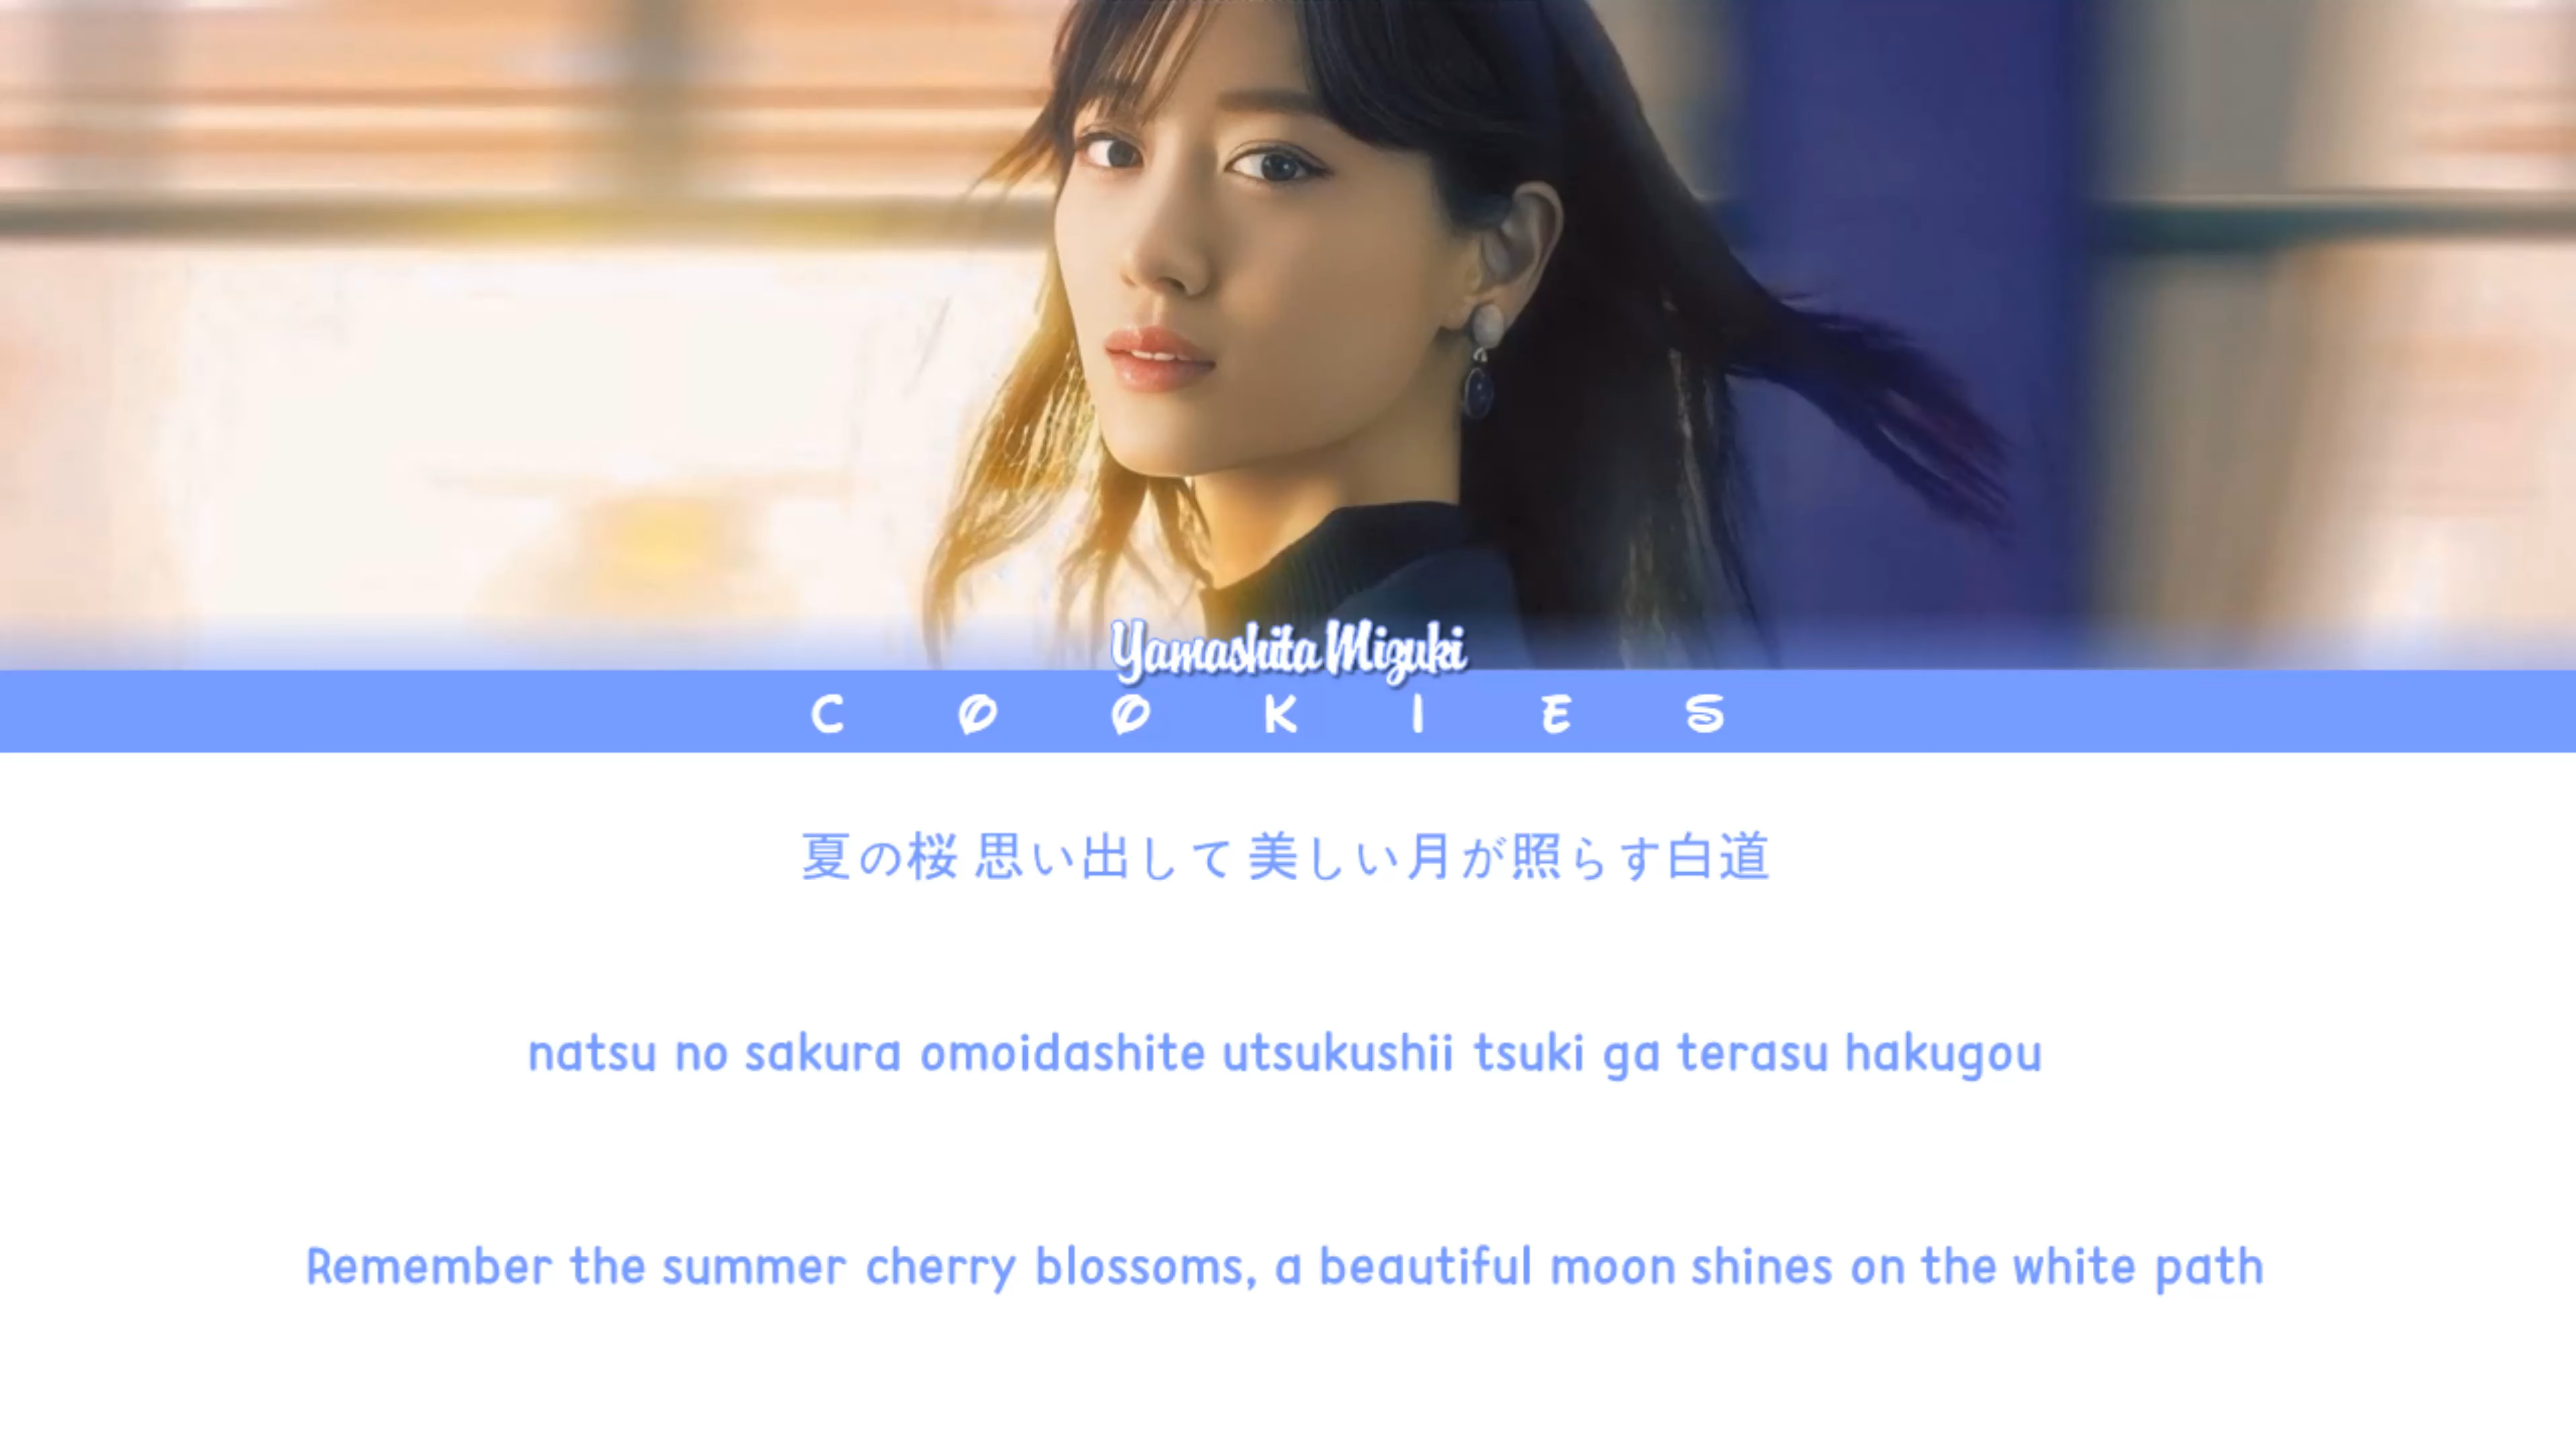 Yamashita Mizuki
COOKIES
夏の桜 思い出して 美しい月が照らす白道
natsu no sakura omoidashite utsukushii tsuki ga terasu hakugou
Remember the summer cherry blossoms, a beautiful moon shines on the white path